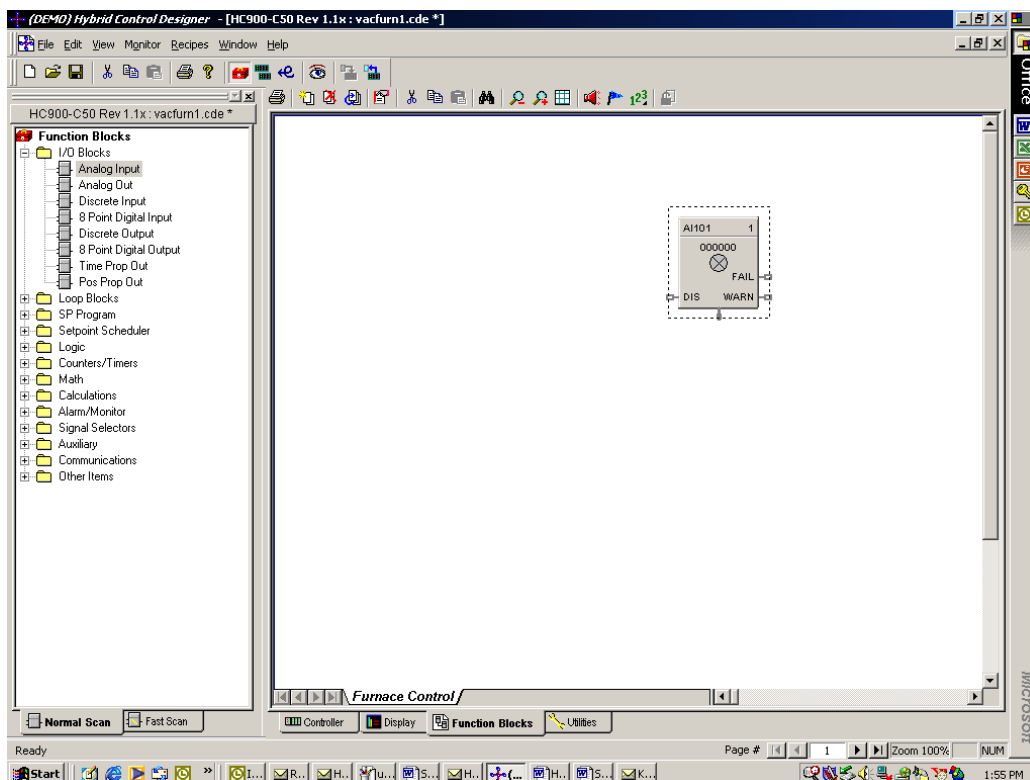 (DEMO) Hybrid Control Designer - [HC900-C50 Rev 1.1x : vacfurn1.cde *]
File Edit View Monitor Recipes Window Help
HC900-C50 Rev 1.1x : vacfurn1.cde *
Function Blocks
I/O Blocks
Analog Input
Analog Out
Discrete Input
8 Point Digital Input
Discrete Output
8 Point Digital Output
Time Prop Out
Pos Prop Out
Loop Blocks
SP Program
Setpoint Scheduler
Logic
Counters/Timers
Math
Calculations
Alarm/Monitor
Signal Selectors
Auxiliary
Communications
Other Items
Normal Scan Fast Scan
AI101 1
000000
FAIL
DIS WARN
Furnace Control
Controller Display Function Blocks Utilities
Ready Page # 1 Zoom 100% NUM
Start » I... R... H... u... S... H... (... H... S... K... 1:55 PM
Office
Microsoft